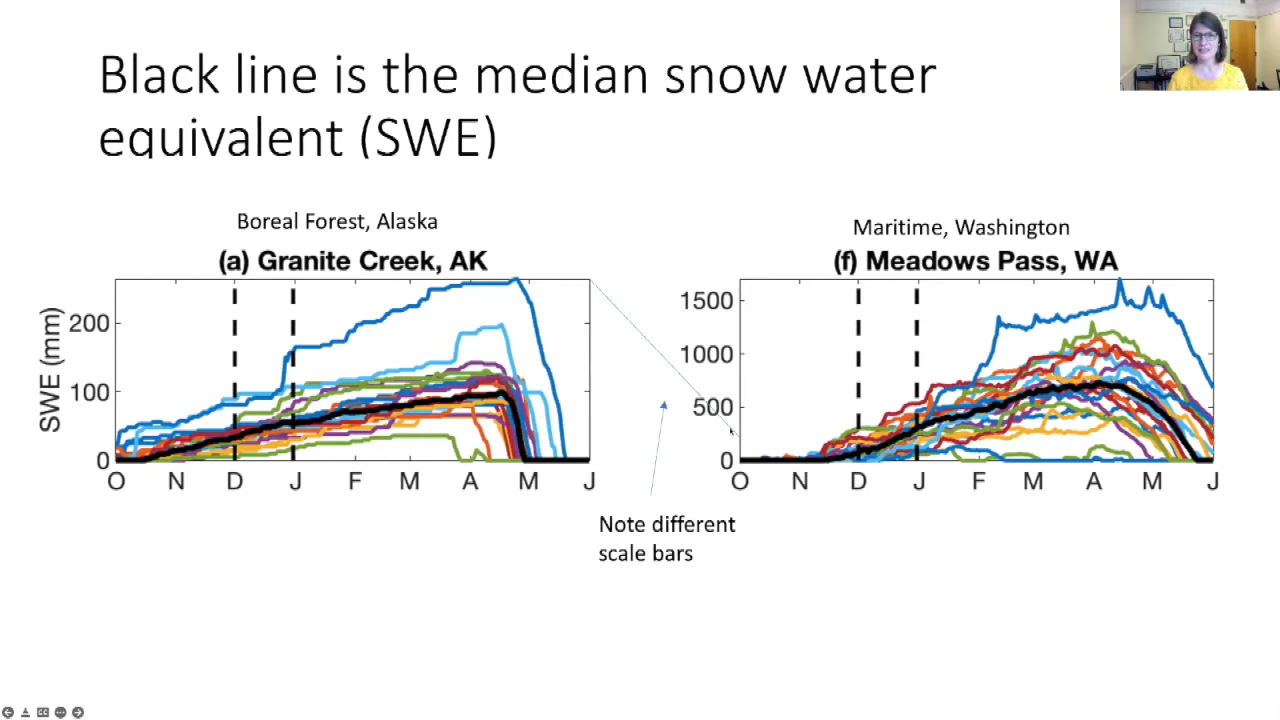 Black line is the median snow water
equivalent (SWE)
Boreal Forest, Alaska
(a) Granite Creek, AK
SWE (mm)
200
100
0
O N D J F M A M J
Maritime, Washington
(f) Meadows Pass, WA
1500
1000
500
0
O N D J F M A M J
Note different
scale bars